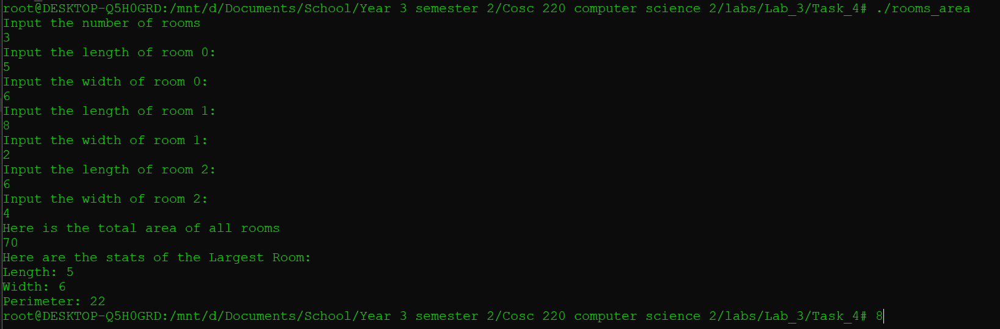 root@DESKTOP-Q5H0GRD:/mnt/d/Documents/School/Year 3 semester 2/Cosc 220 computer science 2/labs/Lab_3/Task_4# ./rooms_area
Input the number of rooms
3
Input the length of room 0:
5
Input the width of room 0:
6
Input the length of room 1:
8
Input the width of room 1:
2
Input the length of room 2:
6
Input the width of room 2:
4
Here is the total area of all rooms
70
Here are the stats of the Largest Room:
Length: 5
Width: 6
Perimeter: 22
root@DESKTOP-Q5H0GRD:/mnt/d/Documents/School/Year 3 semester 2/Cosc 220 computer science 2/labs/Lab_3/Task_4# 8